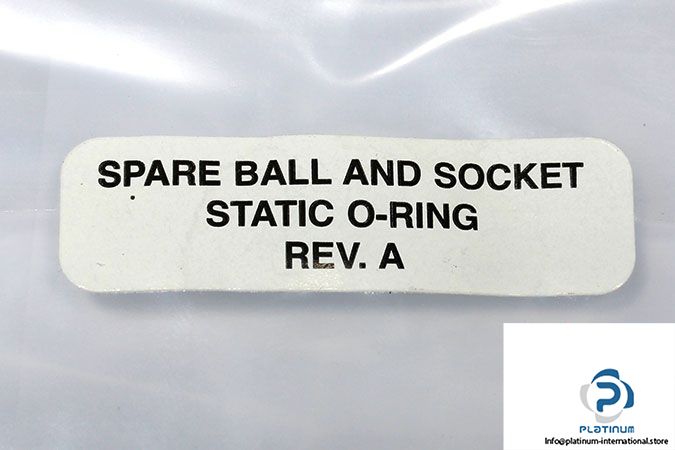 SPARE BALL AND SOCKET
STATIC O-RING
REV. A
PLATINUM
Info@platinum-international.store